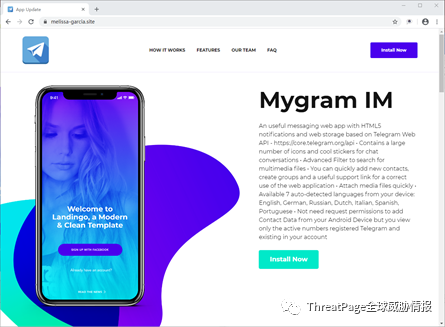 App Update
melissa-garcia.site
HOW IT WORKS
FEATURES
OUR TEAM
FAQ
Install Now
Mygram IM
An useful messaging web app with HTML5
notifications and web storage based on Telegram Web
API - https://core.telegram.org/api - Contains a large
number of icons and cool stickers for chat
conversations - Advanced Filter to search for
multimedia files - You can quickly add new contacts,
create groups and a useful support link for a correct
use of the web application - Attach media files quickly -
Available 7 auto-detected languages from your device:
English, German, Russian, Dutch, Italian, Spanish,
Portuguese - Not need request permissions to add
Contact Data from your Android Device but you view
only the active numbers registered Telegram and
existing in your account
Install Now
Welcome to
Landingo, a Modern
& Clean Template
SIGN UP WITH FACEBOOK
Already have an account?
READ THE NEWS
ThreatPage全球威胁情报